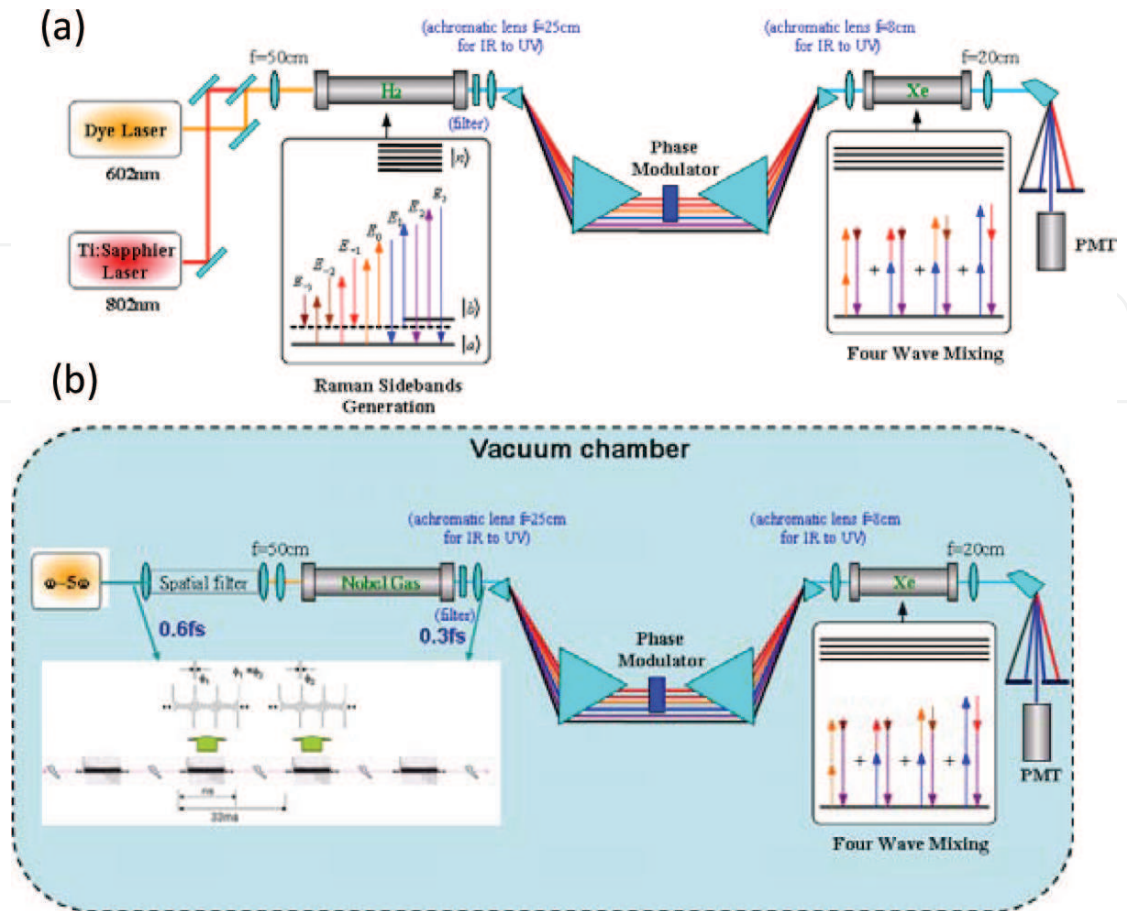 (a)
(achromatic lens f=25cm
for IR to UV)
(achromatic lens f=8cm
for IR to UV)
f=50cm
f=20cm
H₂
Xe
Dye Laser
(filter)
602nm
|n⟩
Phase
Modulator
E₋₃
E₋₂
E₋₁
E₀
E₁
E₂
E₃
Ti:Sapphier
Laser
PMT
+ + +
802nm
|b⟩
|a⟩
Four Wave Mixing
Raman Sidebands
Generation
(b)
Vacuum chamber
(achromatic lens f=25cm
for IR to UV)
(achromatic lens f=8cm
for IR to UV)
f=50cm
f=20cm
ω~5ω
Spatial filter
Nobel Gas
Xe
(filter)
0.6fs
0.3fs
Phase
Modulator
ϕ₁
ϕ₂
ns
33ms
+ + +
PMT
Four Wave Mixing